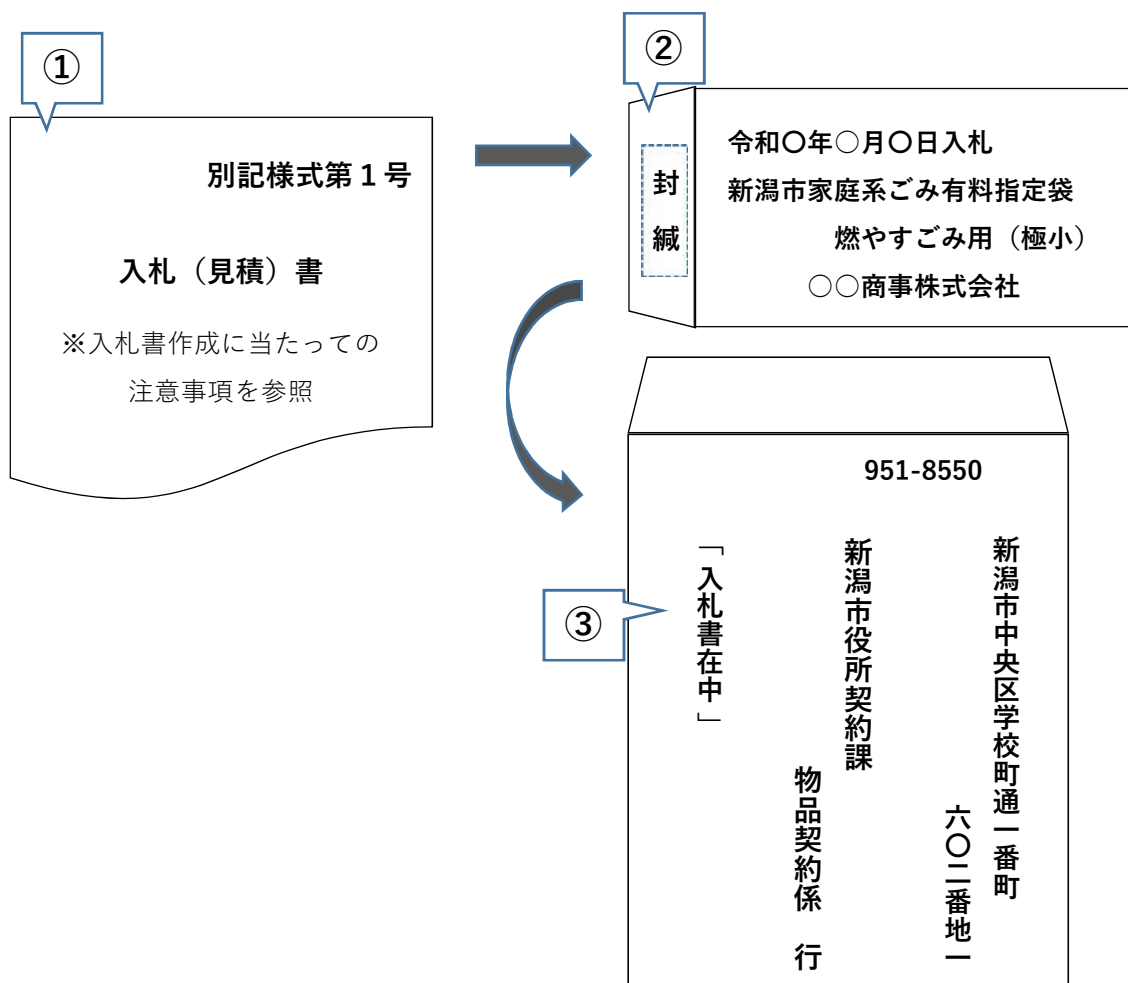 ①
別記様式第１号
入札（見積）書
※入札書作成に当たっての
注意事項を参照
②
封緘
令和〇年○月〇日入札
新潟市家庭系ごみ有料指定袋
燃やすごみ用（極小）
○○商事株式会社
③
951-8550
新潟市中央区学校町通一番町
六〇二番地一
新潟市役所契約課
物品契約係　行
「入札書在中」